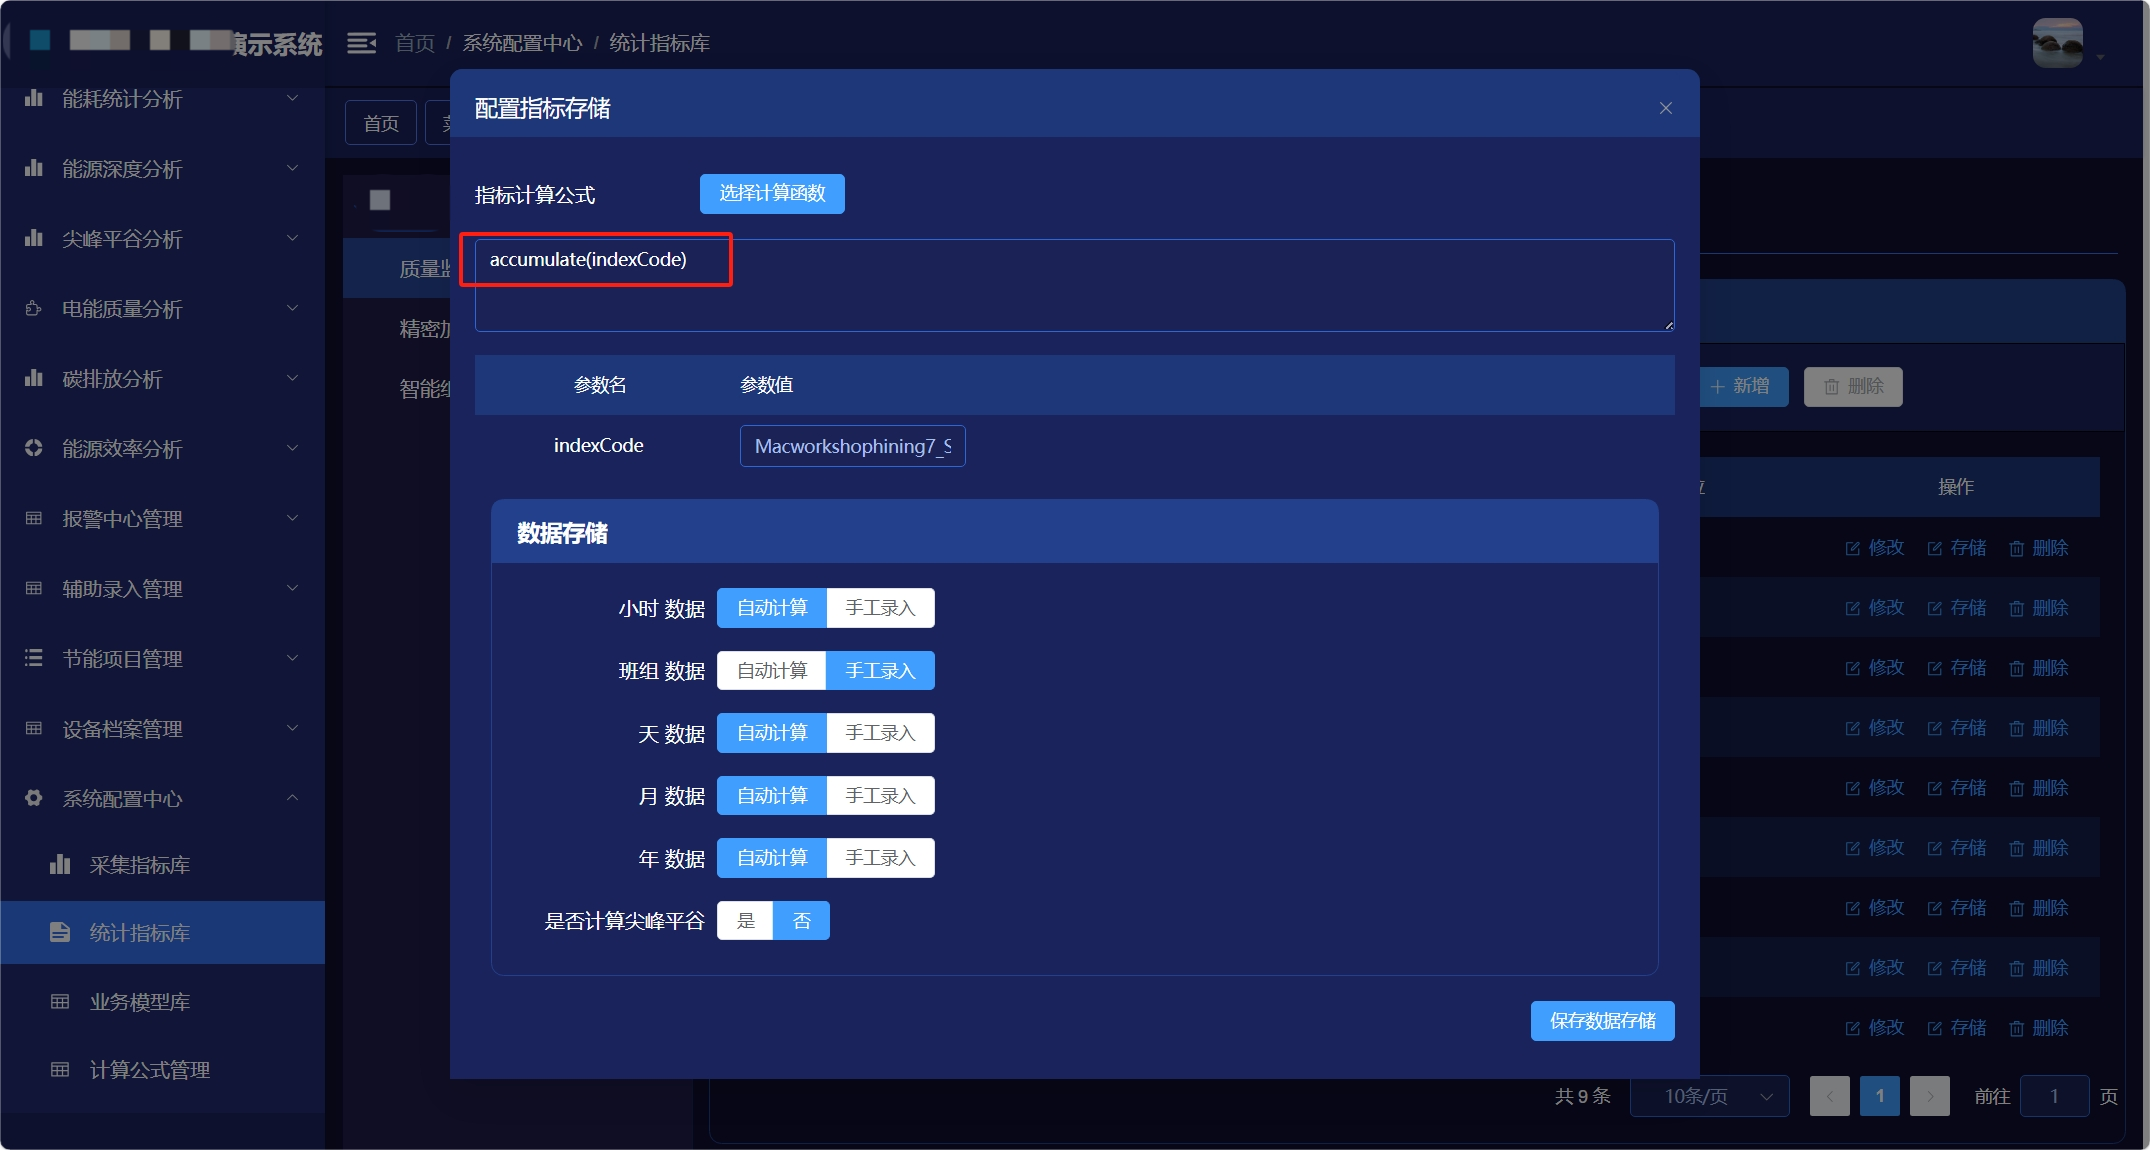 演示系统
首页 / 系统配置中心 / 统计指标库
能耗统计分析
能源深度分析
尖峰平谷分析
电能质量分析
碳排放分析
能源效率分析
报警中心管理
辅助录入管理
节能项目管理
设备档案管理
系统配置中心
采集指标库
统计指标库
业务模型库
计算公式管理
首页
质量监
精密加
智能
配置指标存储
指标计算公式 选择计算函数
accumulate(indexCode)
参数名 参数值
indexCode Macworkshophining7_S
数据存储
小时 数据 自动计算 手工录入
班组 数据 自动计算 手工录入
天 数据 自动计算 手工录入
月 数据 自动计算 手工录入
年 数据 自动计算 手工录入
是否计算尖峰平谷 是 否
保存数据存储
新增 删除
操作
修改 存储 删除
修改 存储 删除
修改 存储 删除
修改 存储 删除
修改 存储 删除
修改 存储 删除
修改 存储 删除
修改 存储 删除
修改 存储 删除
共 9 条 10条/页 1 前往 1 页